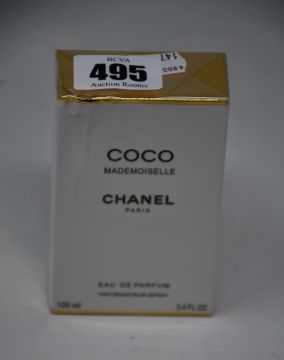 BCVA
495
Auction Rooms
4803
147
COCO
MADEMOISELLE
CHANEL
PARIS
EAU DE PARFUM
VAPORISATEUR SPRAY
100 ml
3.4 FL.OZ